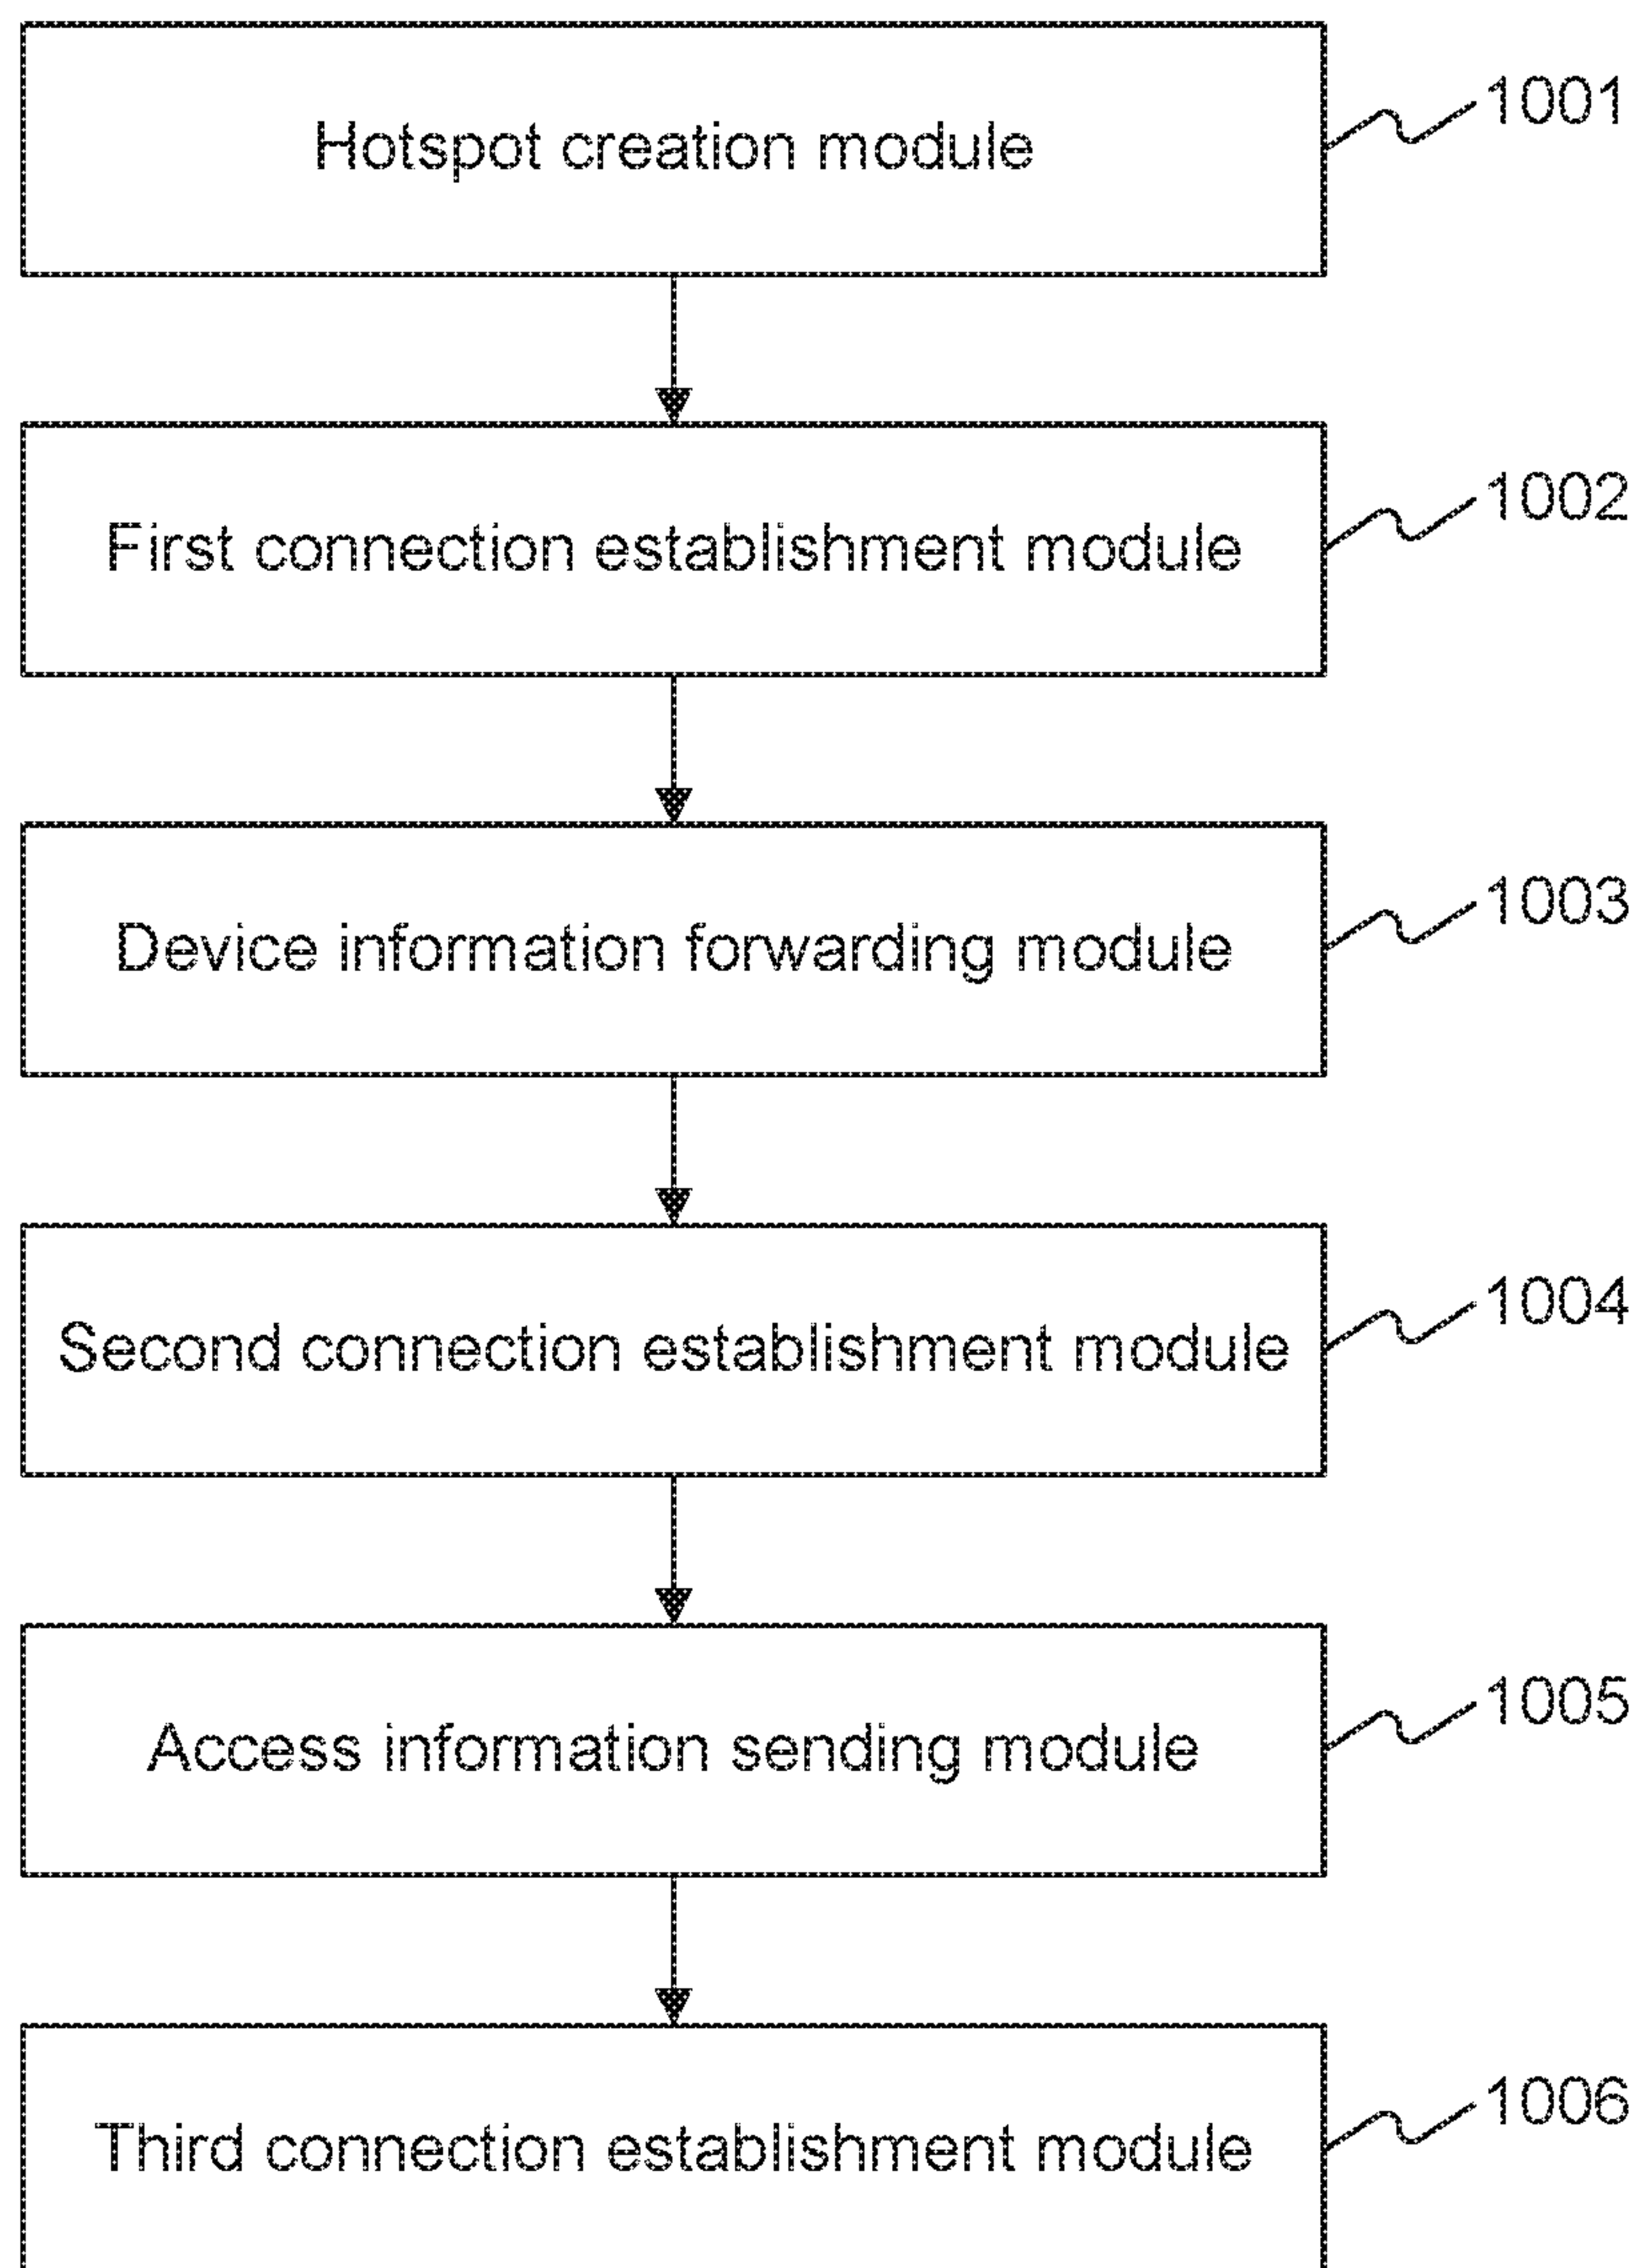 Hotspot creation module
1001
First connection establishment module
1002
Device information forwarding module
1003
Second connection establishment module
1004
Access information sending module
1005
Third connection establishment module
1006